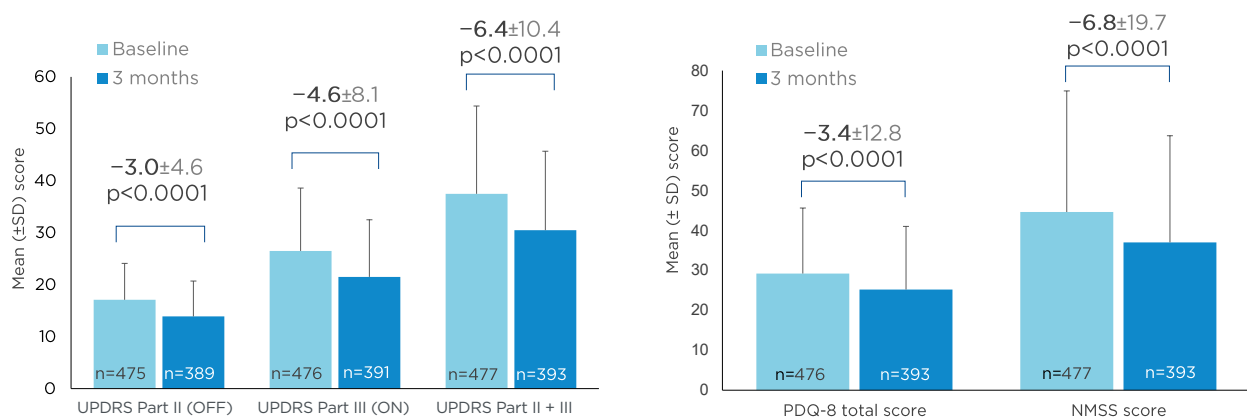 Baseline
3 months
Mean (±SD) score
60
50
40
30
20
10
0
−3.0±4.6
p<0.0001
−4.6±8.1
p<0.0001
−6.4±10.4
p<0.0001
n=475
n=389
n=476
n=391
n=477
n=393
UPDRS Part II (OFF)
UPDRS Part III (ON)
UPDRS Part II + III
Baseline
3 months
Mean (± SD) score
80
70
60
50
40
30
20
10
0
−3.4±12.8
p<0.0001
−6.8±19.7
p<0.0001
n=476
n=393
n=477
n=393
PDQ-8 total score
NMSS score